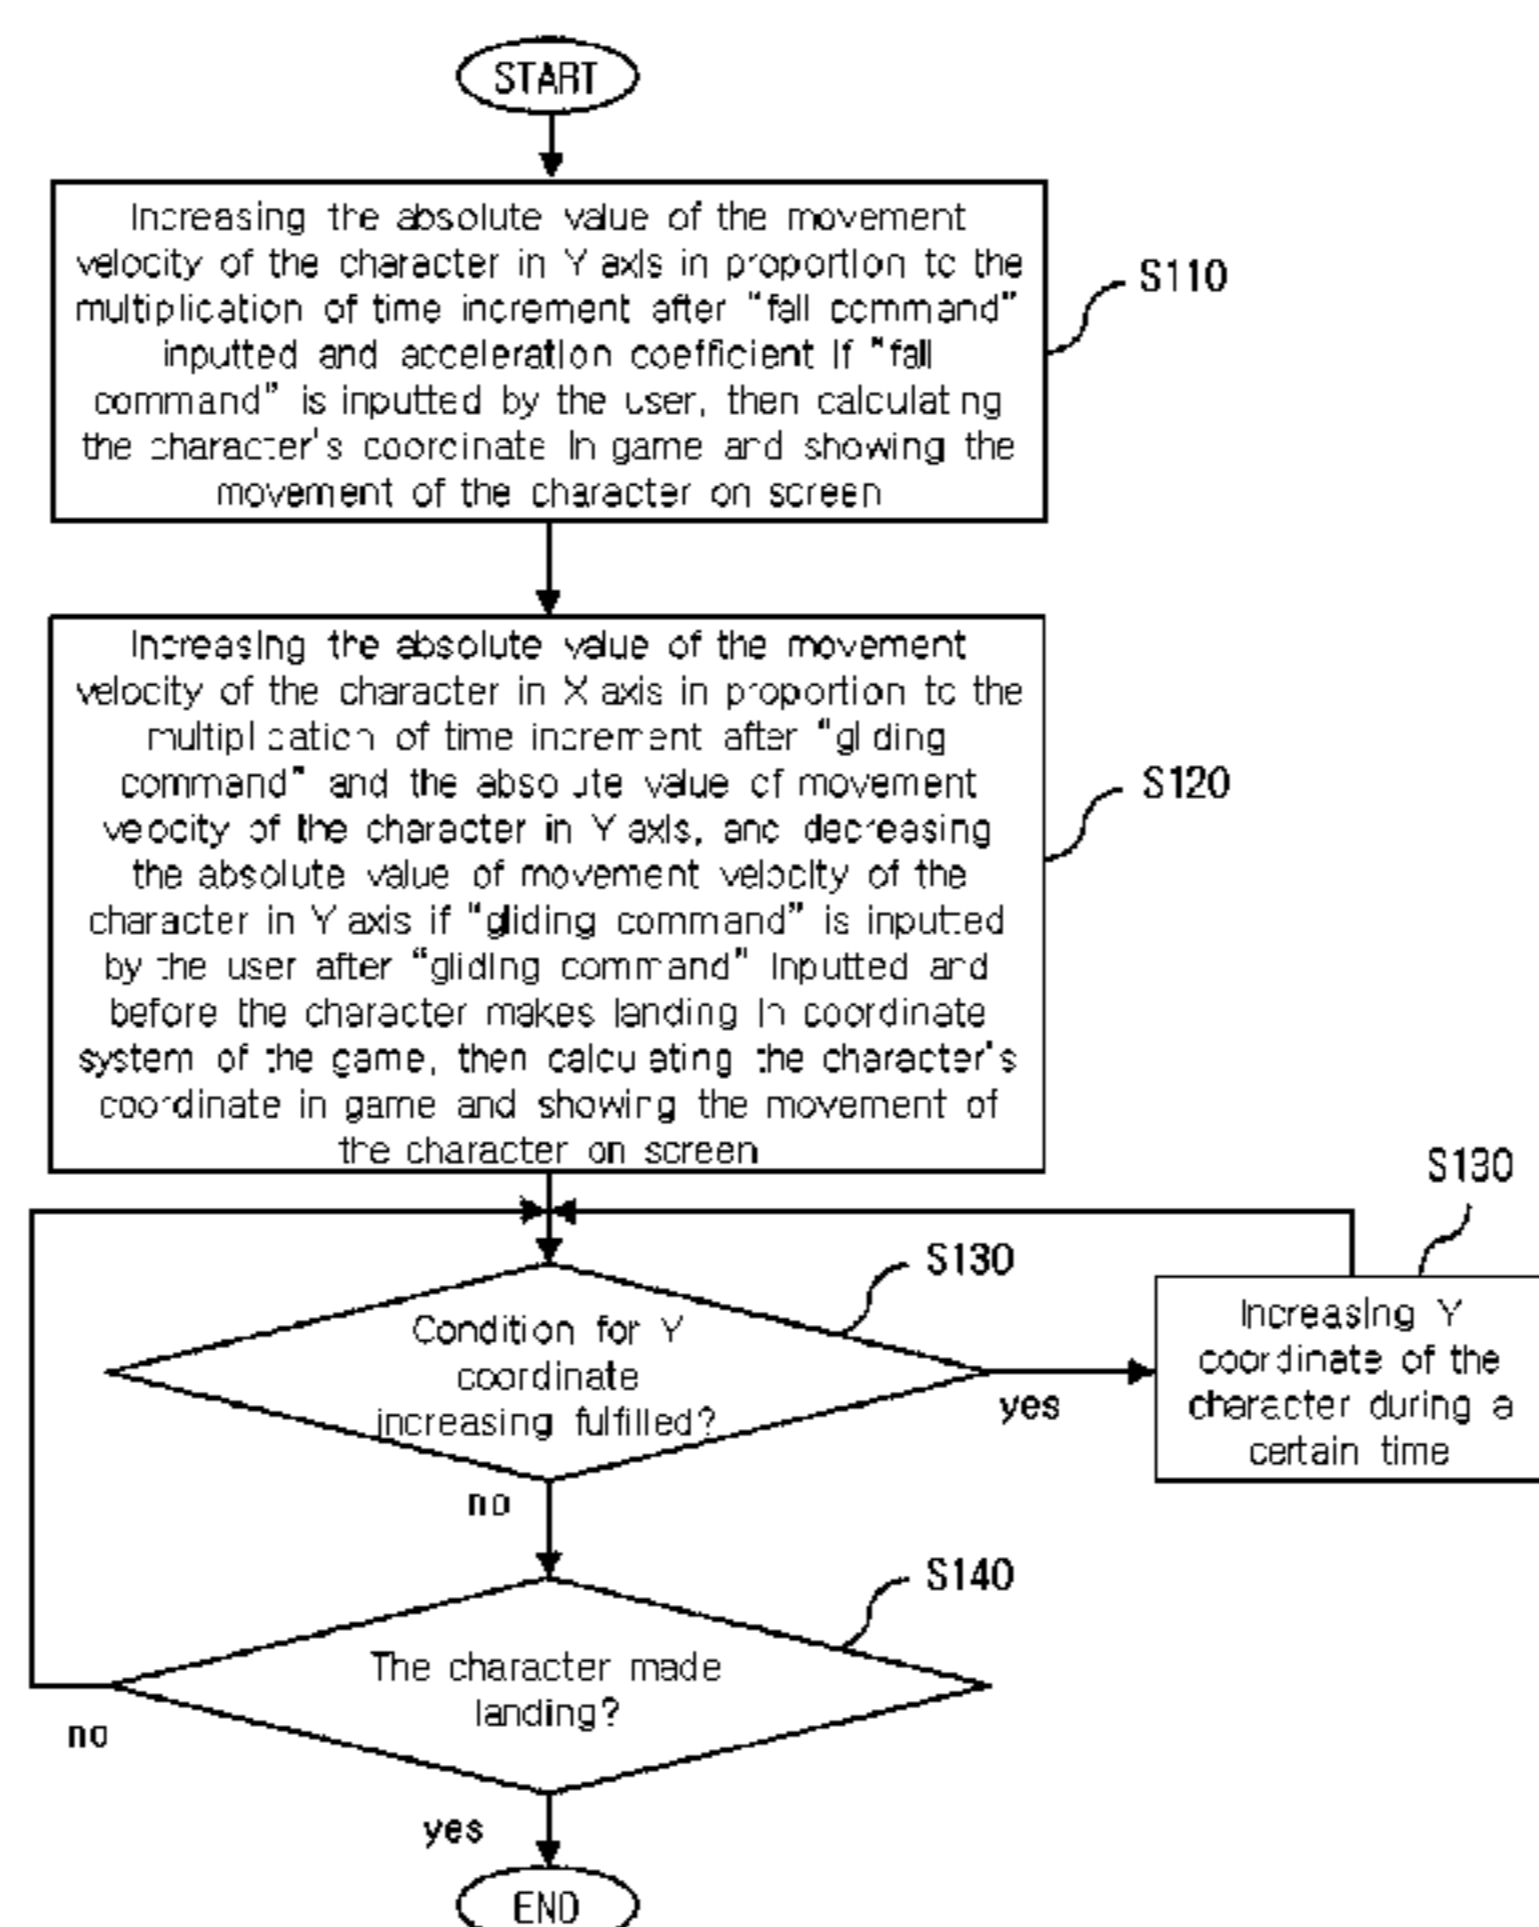 START
Increasing the absolute value of the movement
velocity of the character in Y axis in proportion to the
multiplication of time increment after "fall command"
inputted and acceleration coefficient if "fall
command" is inputted by the user, then calculating
the character's coordinate in game and showing the
movement of the character on screen
S110
Increasing the absolute value of the movement
velocity of the character in X axis in proportion to the
multiplication of time increment after "gliding
command" and the absolute value of movement
velocity of the character in Y axis, and decreasing
the absolute value of movement velocity of the
character in Y axis if "gliding command" is inputted
by the user after "gliding command" inputted and
before the character makes landing in coordinate
system of the game, then calculating the character's
coordinate in game and showing the movement of
the character on screen
S120
S130
Condition for Y
coordinate
increasing fulfilled?
yes
no
S130
Increasing Y
coordinate of the
character during a
certain time
S140
The character made
landing?
no
yes
END